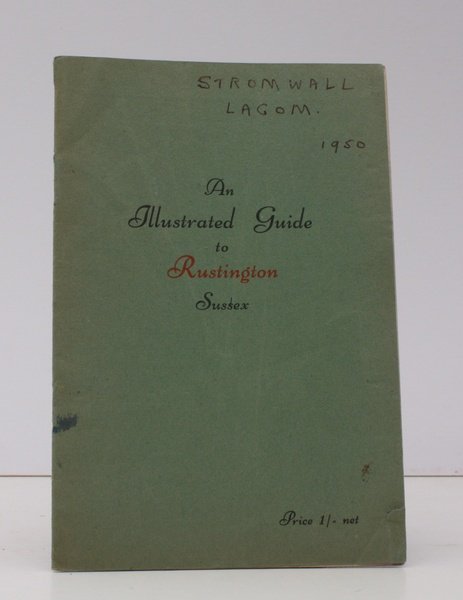 STROMWALL
LAGOM.
1950
An
Illustrated Guide
to
Rustington
Sussex
Price 1/- net